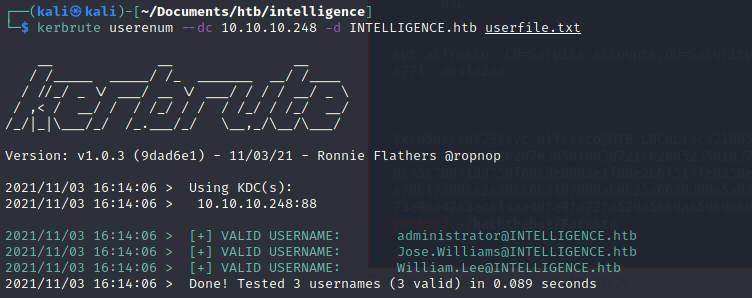 ┌──(kali㉿kali)-[~/Documents/htb/intelligence]
└─$ kerbrute userenum --dc 10.10.10.248 -d INTELLIGENCE.htb userfile.txt
kerbrute
Version: v1.0.3 (9dad6e1) - 11/03/21 - Ronnie Flathers @ropnop
2021/11/03 16:14:06 >  Using KDC(s):
2021/11/03 16:14:06 >   10.10.10.248:88
2021/11/03 16:14:06 >  [+] VALID USERNAME:       administrator@INTELLIGENCE.htb
2021/11/03 16:14:06 >  [+] VALID USERNAME:       Jose.Williams@INTELLIGENCE.htb
2021/11/03 16:14:06 >  [+] VALID USERNAME:       William.Lee@INTELLIGENCE.htb
2021/11/03 16:14:06 >  Done! Tested 3 usernames (3 valid) in 0.089 seconds